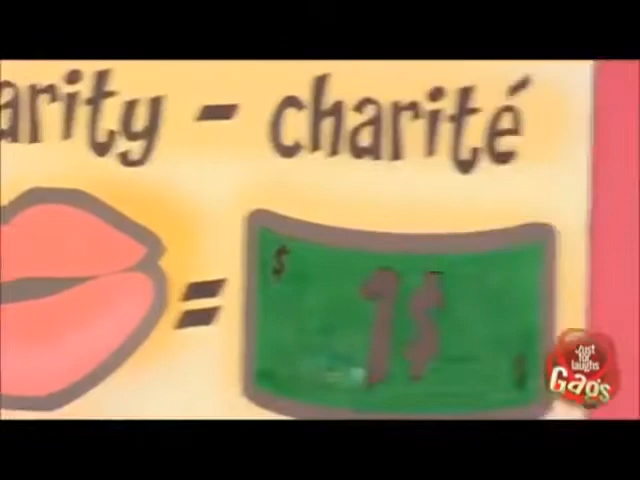 arity - charité
=
$ 1$ $
Just
for
laughs
Gags